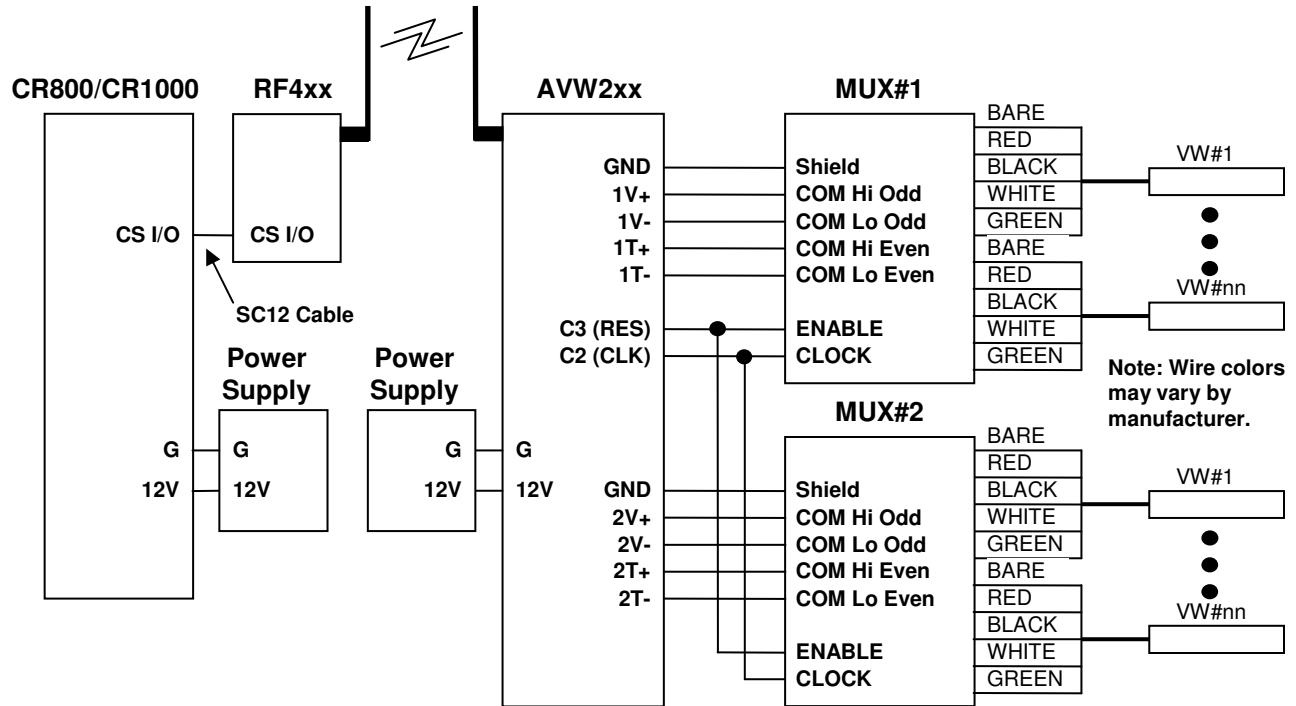 CR800/CR1000
RF4xx
AVW2xx
MUX#1
CS I/O
CS I/O
SC12 Cable
Power
Supply
Power
Supply
G
G
12V
12V
G
G
12V
12V
GND
1V+
1V-
1T+
1T-
C3 (RES)
C2 (CLK)
GND
2V+
2V-
2T+
2T-
Shield
COM Hi Odd
COM Lo Odd
COM Hi Even
COM Lo Even
ENABLE
CLOCK
BARE
RED
BLACK
WHITE
GREEN
BARE
RED
BLACK
WHITE
GREEN
VW#1
VW#nn
Note: Wire colors
may vary by
manufacturer.
MUX#2
Shield
COM Hi Odd
COM Lo Odd
COM Hi Even
COM Lo Even
ENABLE
CLOCK
BARE
RED
BLACK
WHITE
GREEN
BARE
RED
BLACK
WHITE
GREEN
VW#1
VW#nn